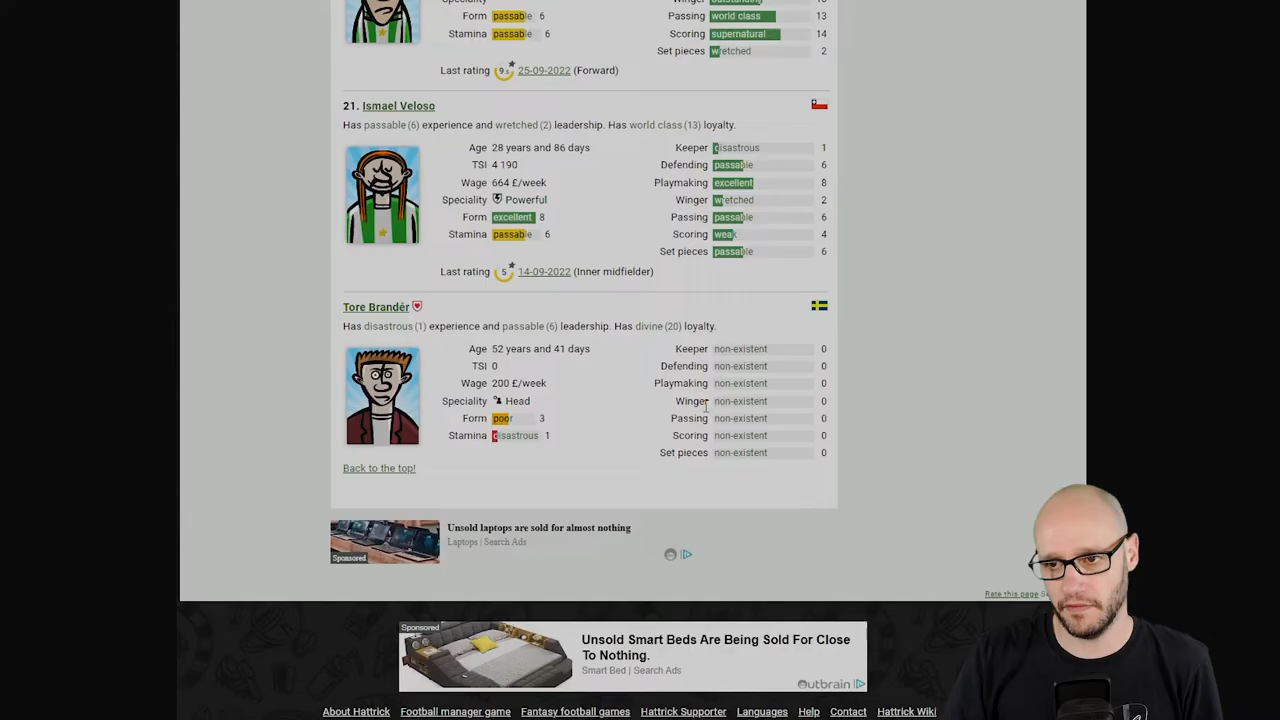 Form passable 6
Stamina passable 6
Passing world class 13
Scoring supernatural 14
Set pieces wretched 2
Last rating 25-09-2022 (Forward)
21. Ismael Veloso
Has passable (6) experience and wretched (2) leadership. Has world class (13) loyalty.
Age 28 years and 86 days
TSI 4 190
Wage 664 £/week
Speciality Powerful
Form excellent 8
Stamina passable 6
Keeper disastrous 1
Defending passable 6
Playmaking excellent 8
Winger wretched 2
Passing passable 6
Scoring weak 4
Set pieces passable 6
Last rating 5 14-09-2022 (Inner midfielder)
Tore Brandér
Has disastrous (1) experience and passable (6) leadership. Has divine (20) loyalty.
Age 52 years and 41 days
TSI 0
Wage 200 £/week
Speciality Head
Form poor 3
Stamina disastrous 1
Keeper non-existent 0
Defending non-existent 0
Playmaking non-existent 0
Winger non-existent 0
Passing non-existent 0
Scoring non-existent 0
Set pieces non-existent 0
Back to the top!
Sponsored
Unsold laptops are sold for almost nothing
Laptops | Search Ads
Rate this page
Sponsored
Unsold Smart Beds Are Being Sold For Close
To Nothing.
Smart Bed | Search Ads
Outbrain
About Hattrick Football manager game Fantasy football games Hattrick Supporter Languages Help Contact Hattrick Wiki